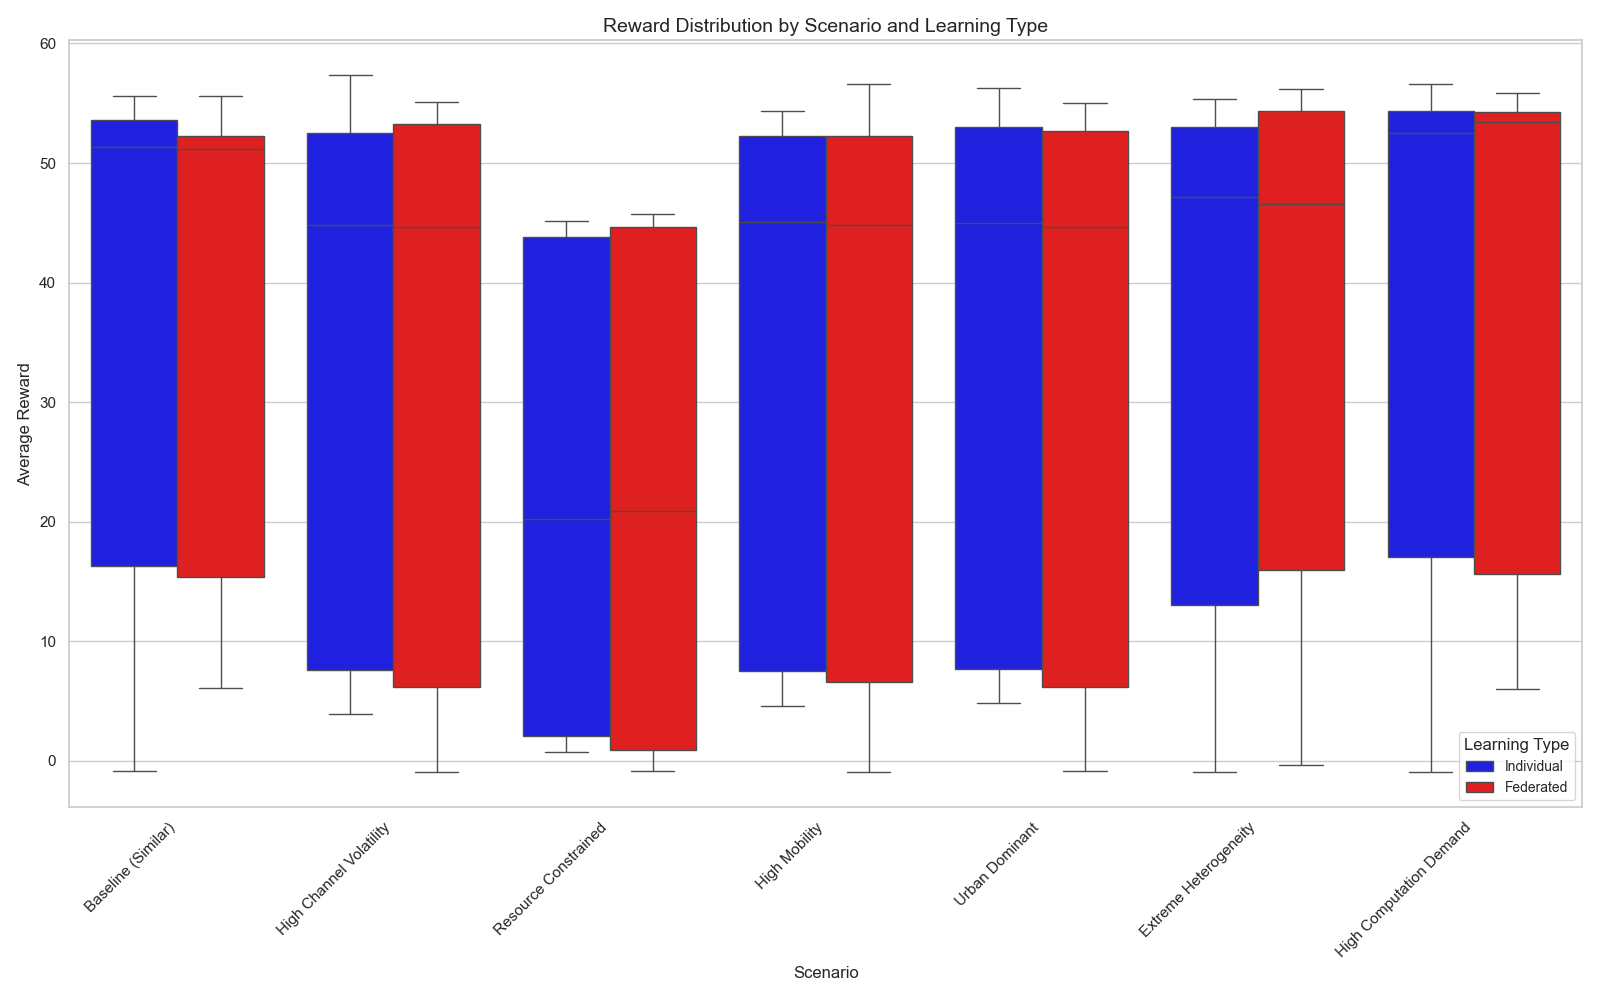 Reward Distribution by Scenario and Learning Type
60
50
40
30
20
10
0
Average Reward
Learning Type
Individual
Federated
Baseline (Similar)
High Channel Volatility
Resource Constrained
High Mobility
Urban Dominant
Extreme Heterogeneity
High Computation Demand
Scenario